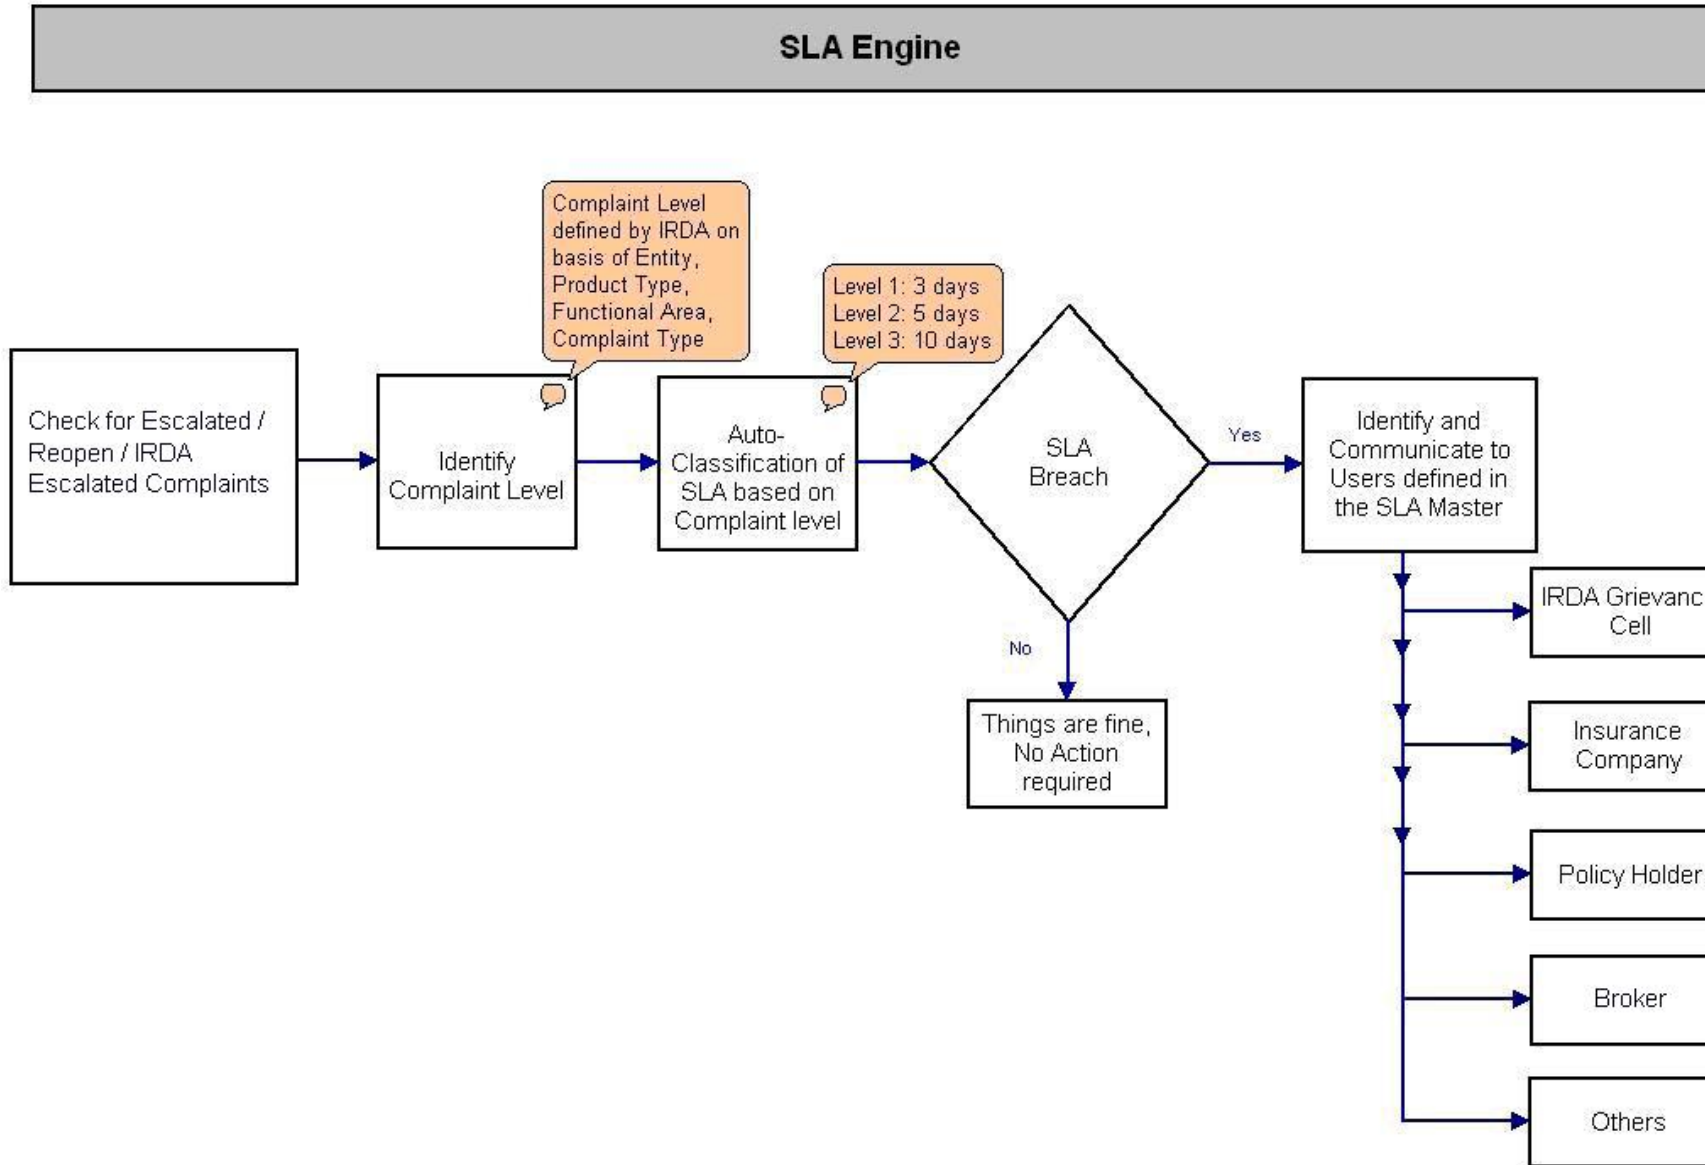 SLA Engine
Complaint Level
defined by IRDA on
basis of Entity,
Product Type,
Functional Area,
Complaint Type
Level 1: 3 days
Level 2: 5 days
Level 3: 10 days
Check for Escalated /
Reopen / IRDA
Escalated Complaints
Identify
Complaint Level
Auto-
Classification of
SLA based on
Complaint level
SLA
Breach
Yes
Identify and
Communicate to
Users defined in
the SLA Master
No
Things are fine,
No Action
required
IRDA Grievanc
Cell
Insurance
Company
Policy Holder
Broker
Others